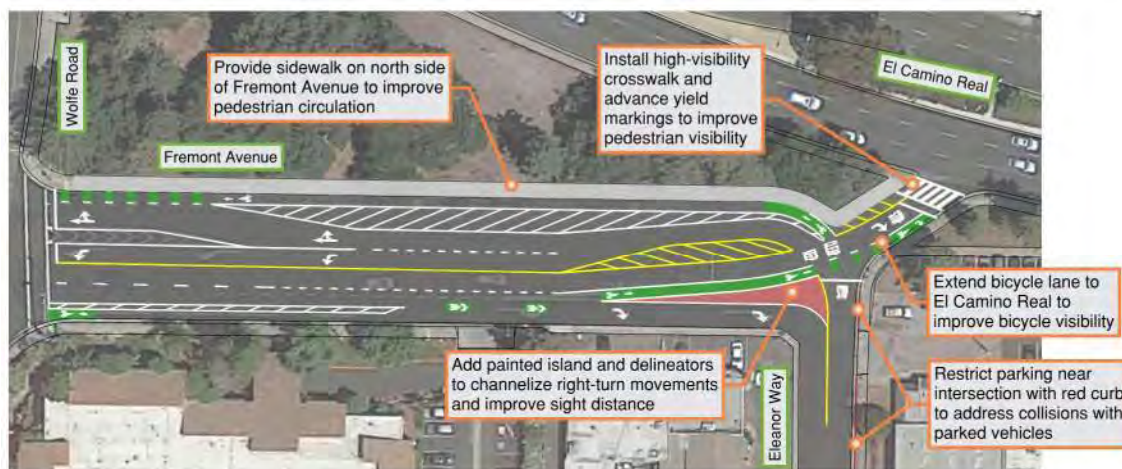 Wolfe Road
Provide sidewalk on north side
of Fremont Avenue to improve
pedestrian circulation
Install high-visibility
crosswalk and
advance yield
markings to improve
pedestrian visibility
El Camino Real
Fremont Avenue
Extend bicycle lane to
El Camino Real to
improve bicycle visibility
Add painted island and delineators
to channelize right-turn movements
and improve sight distance
Eleanor Way
Restrict parking near
intersection with red curb
to address collisions with
parked vehicles